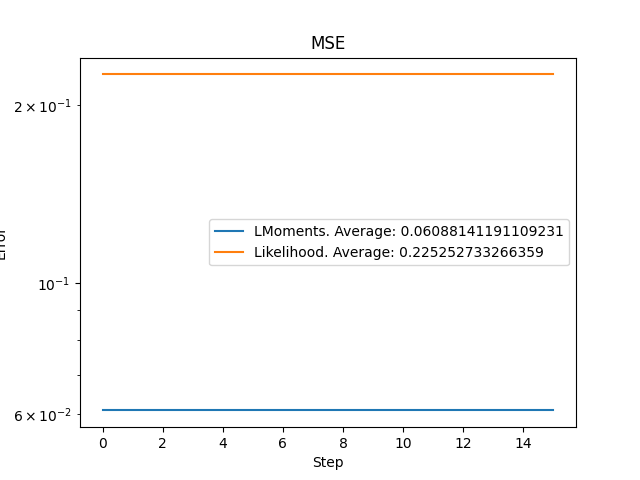 MSE
2 × 10⁻¹
10⁻¹
6 × 10⁻²
LMoments. Average: 0.06088141191109231
Likelihood. Average: 0.225252733266359
0 2 4 6 8 10 12 14
Step
Error